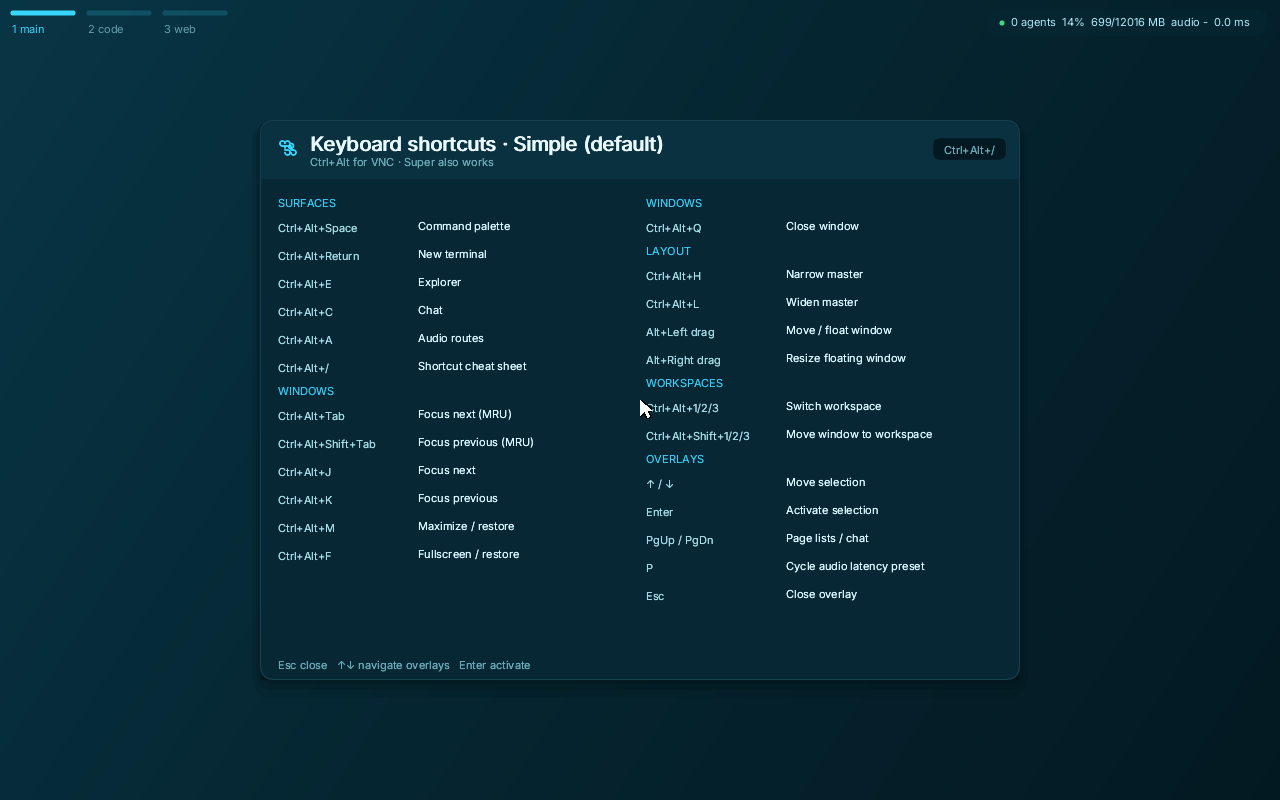 1 main 2 code 3 web
0 agents 14% 699/12016 MB audio - 0.0 ms
Keyboard shortcuts · Simple (default)
Ctrl+Alt for VNC · Super also works
Ctrl+Alt+/
SURFACES
Ctrl+Alt+Space Command palette
Ctrl+Alt+Return New terminal
Ctrl+Alt+E Explorer
Ctrl+Alt+C Chat
Ctrl+Alt+A Audio routes
Ctrl+Alt+/ Shortcut cheat sheet
WINDOWS
Ctrl+Alt+Tab Focus next (MRU)
Ctrl+Alt+Shift+Tab Focus previous (MRU)
Ctrl+Alt+J Focus next
Ctrl+Alt+K Focus previous
Ctrl+Alt+M Maximize / restore
Ctrl+Alt+F Fullscreen / restore
WINDOWS
Ctrl+Alt+Q Close window
LAYOUT
Ctrl+Alt+H Narrow master
Ctrl+Alt+L Widen master
Alt+Left drag Move / float window
Alt+Right drag Resize floating window
WORKSPACES
Ctrl+Alt+1/2/3 Switch workspace
Ctrl+Alt+Shift+1/2/3 Move window to workspace
OVERLAYS
↑ / ↓ Move selection
Enter Activate selection
PgUp / PgDn Page lists / chat
P Cycle audio latency preset
Esc Close overlay
Esc close ↑↓ navigate overlays Enter activate